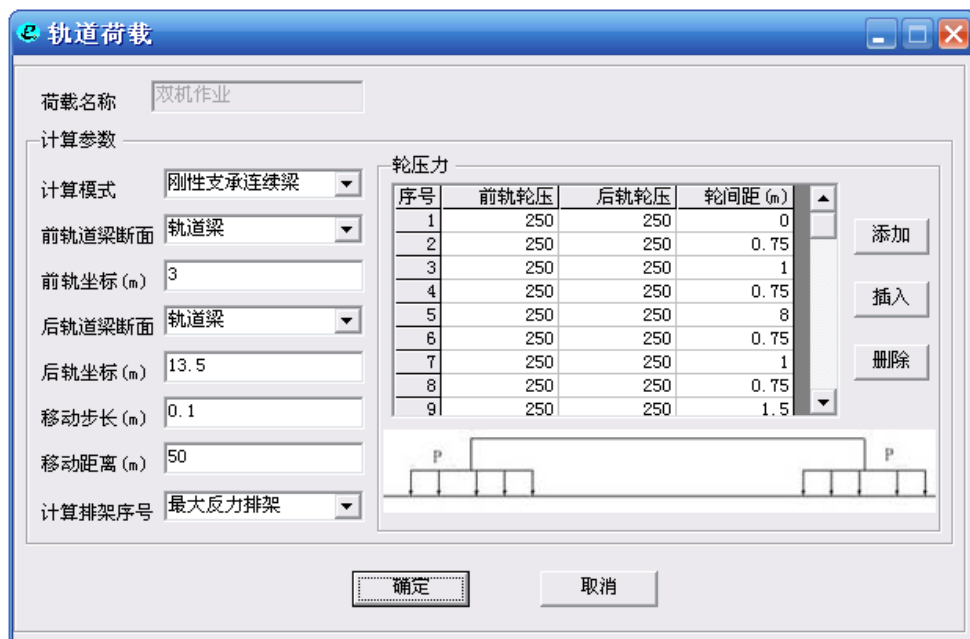 轨道荷载
荷载名称 双机作业
计算参数
计算模式 刚性支承连续梁
前轨道梁断面 轨道梁
前轨坐标(m) 3
后轨道梁断面 轨道梁
后轨坐标(m) 13.5
移动步长(m) 0.1
移动距离(m) 50
计算排架序号 最大反力排架
轮压力
序号 前轨轮压 后轨轮压 轮间距(m)
1 250 250 0
2 250 250 0.75
3 250 250 1
4 250 250 0.75
5 250 250 8
6 250 250 0.75
7 250 250 1
8 250 250 0.75
9 250 250 1.5
添加
插入
删除
P P
确定 取消